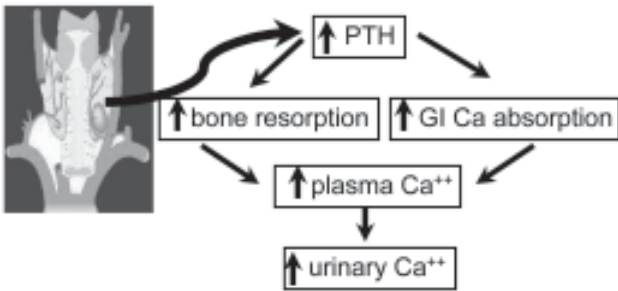 ↑ PTH
↑ bone resorption
↑ GI Ca absorption
↑ plasma Ca⁺⁺
↑ urinary Ca⁺⁺